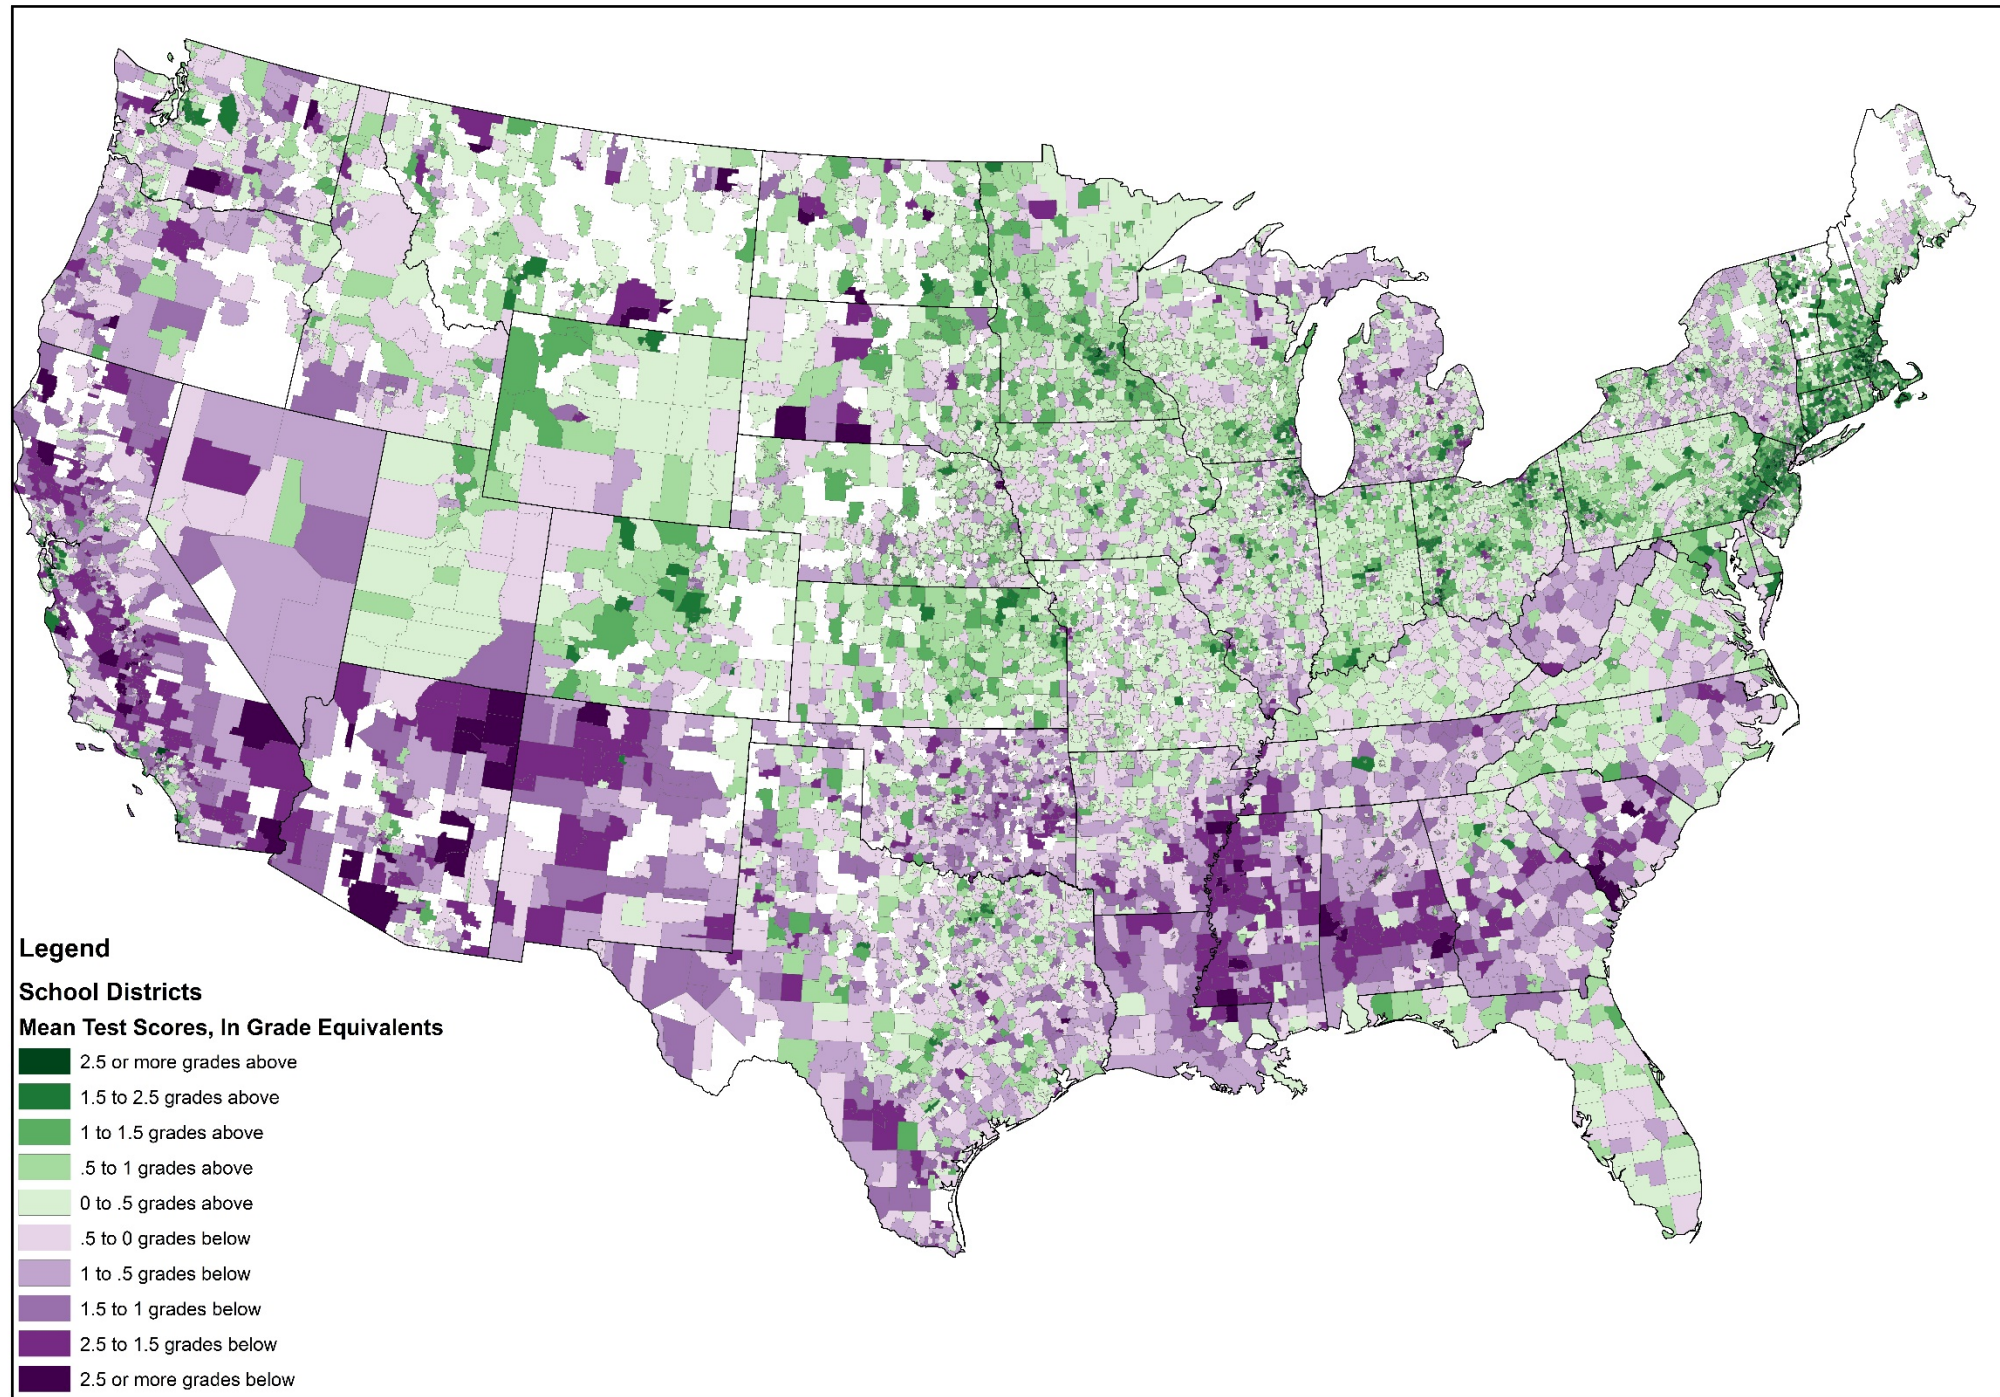 Legend
School Districts
Mean Test Scores, In Grade Equivalents
2.5 or more grades above
1.5 to 2.5 grades above
1 to 1.5 grades above
.5 to 1 grades above
0 to .5 grades above
.5 to 0 grades below
1 to .5 grades below
1.5 to 1 grades below
2.5 to 1.5 grades below
2.5 or more grades below